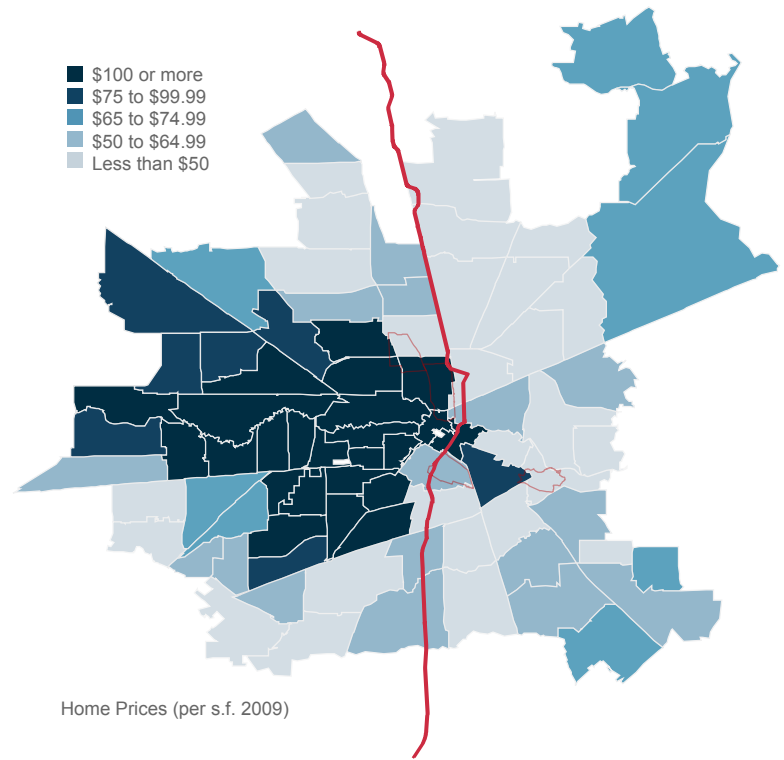 $100 or more
$75 to $99.99
$65 to $74.99
$50 to $64.99
Less than $50
Home Prices (per s.f. 2009)